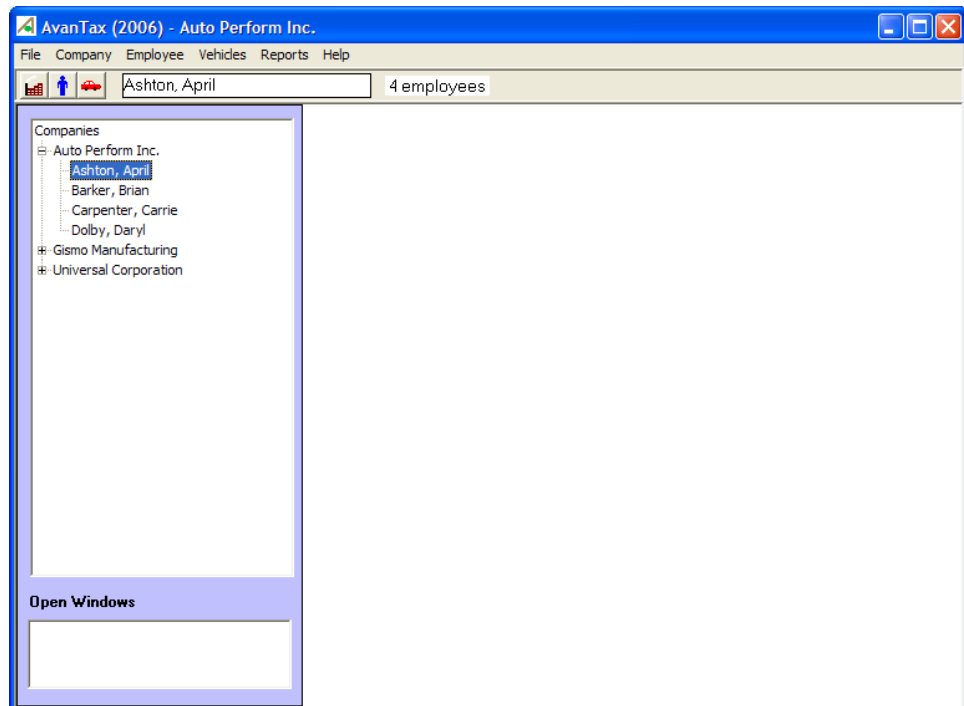 AvanTax (2006) - Auto Perform Inc.
File Company Employee Vehicles Reports Help
Ashton, April 4 employees
Companies
Auto Perform Inc.
Ashton, April
Barker, Brian
Carpenter, Carrie
Dolby, Daryl
Gismo Manufacturing
Universal Corporation
Open Windows